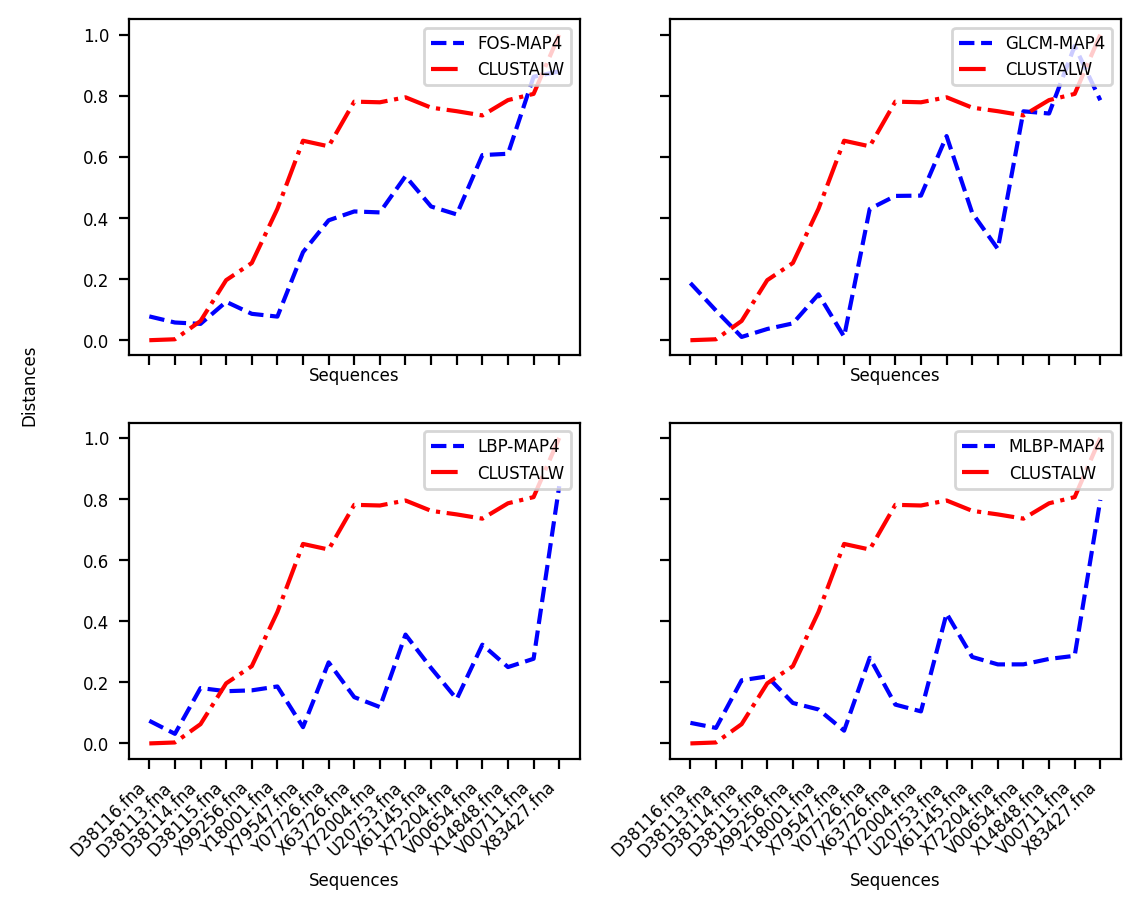 FOS-MAP4
CLUSTALW
1.0
0.8
0.6
0.4
0.2
0.0
Sequences
GLCM-MAP4
CLUSTALW
Sequences
Distances
LBP-MAP4
CLUSTALW
1.0
0.8
0.6
0.4
0.2
0.0
D38116.fna
D38113.fna
D38114.fna
D38115.fna
X99256.fna
Y18001.fna
X79547.fna
Y07726.fna
X63726.fna
X72004.fna
U20753.fna
X61145.fna
X72204.fna
V00654.fna
X14848.fna
V00711.fna
X83427.fna
Sequences
MLBP-MAP4
CLUSTALW
D38116.fna
D38113.fna
D38114.fna
D38115.fna
X99256.fna
Y18001.fna
X79547.fna
Y07726.fna
X63726.fna
X72004.fna
U20753.fna
X61145.fna
X72204.fna
V00654.fna
X14848.fna
V00711.fna
X83427.fna
Sequences